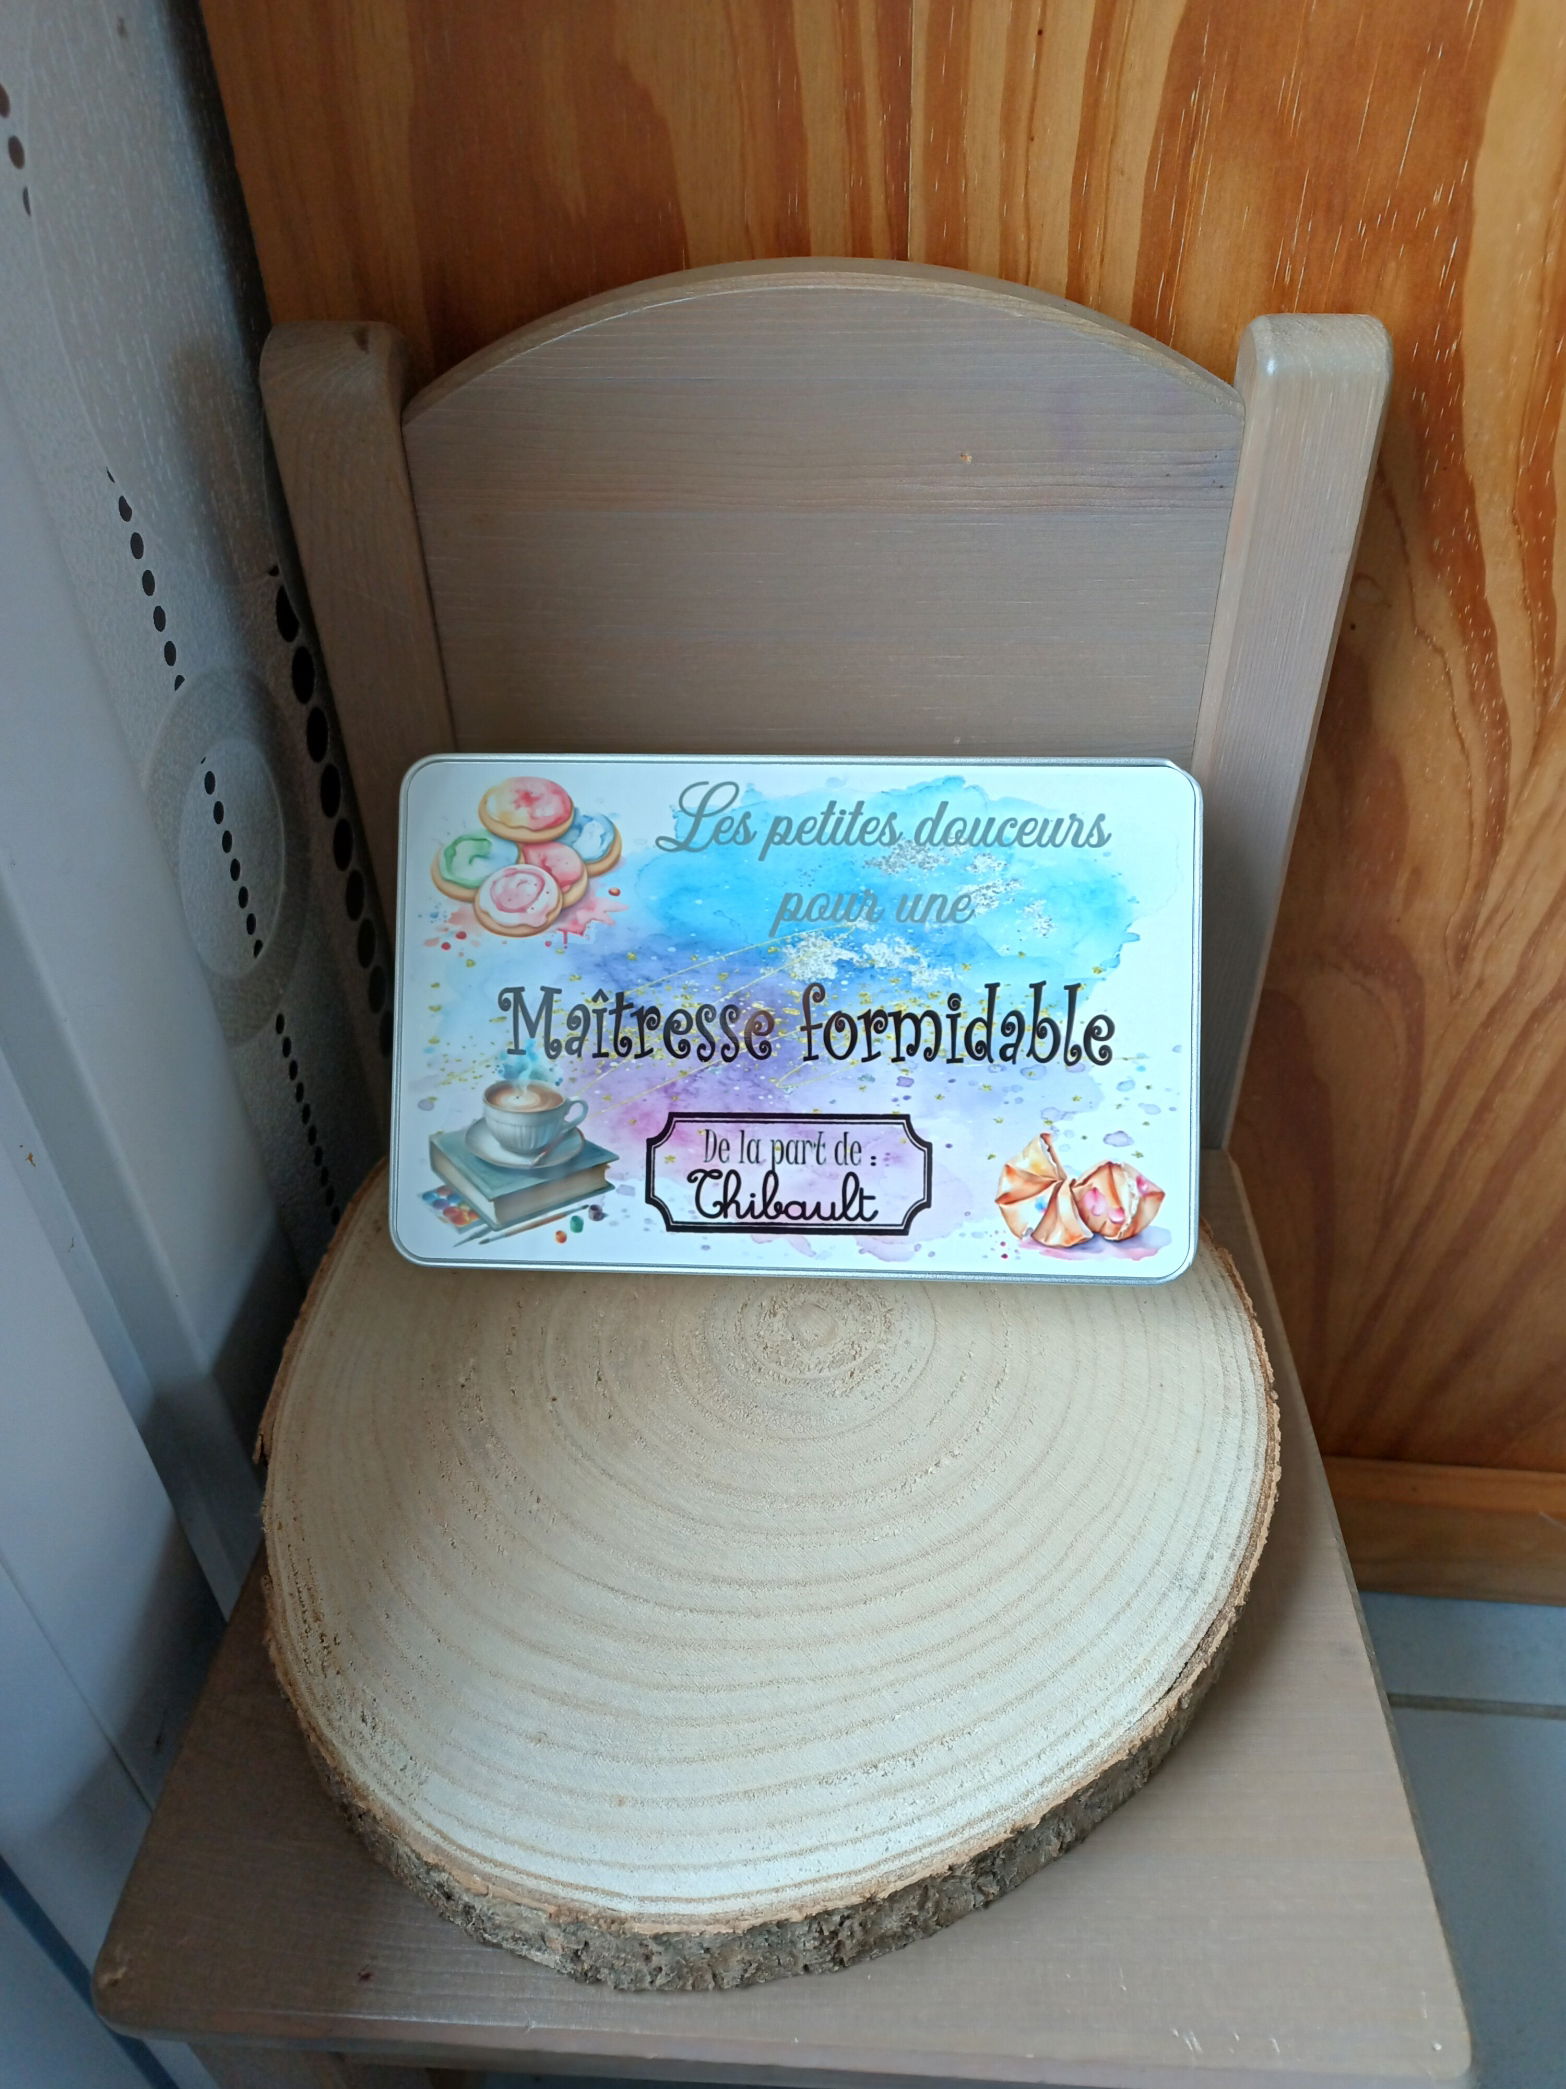 Les petites douceurs
pour une
Maîtresse formidable
De la part de :
Thibault